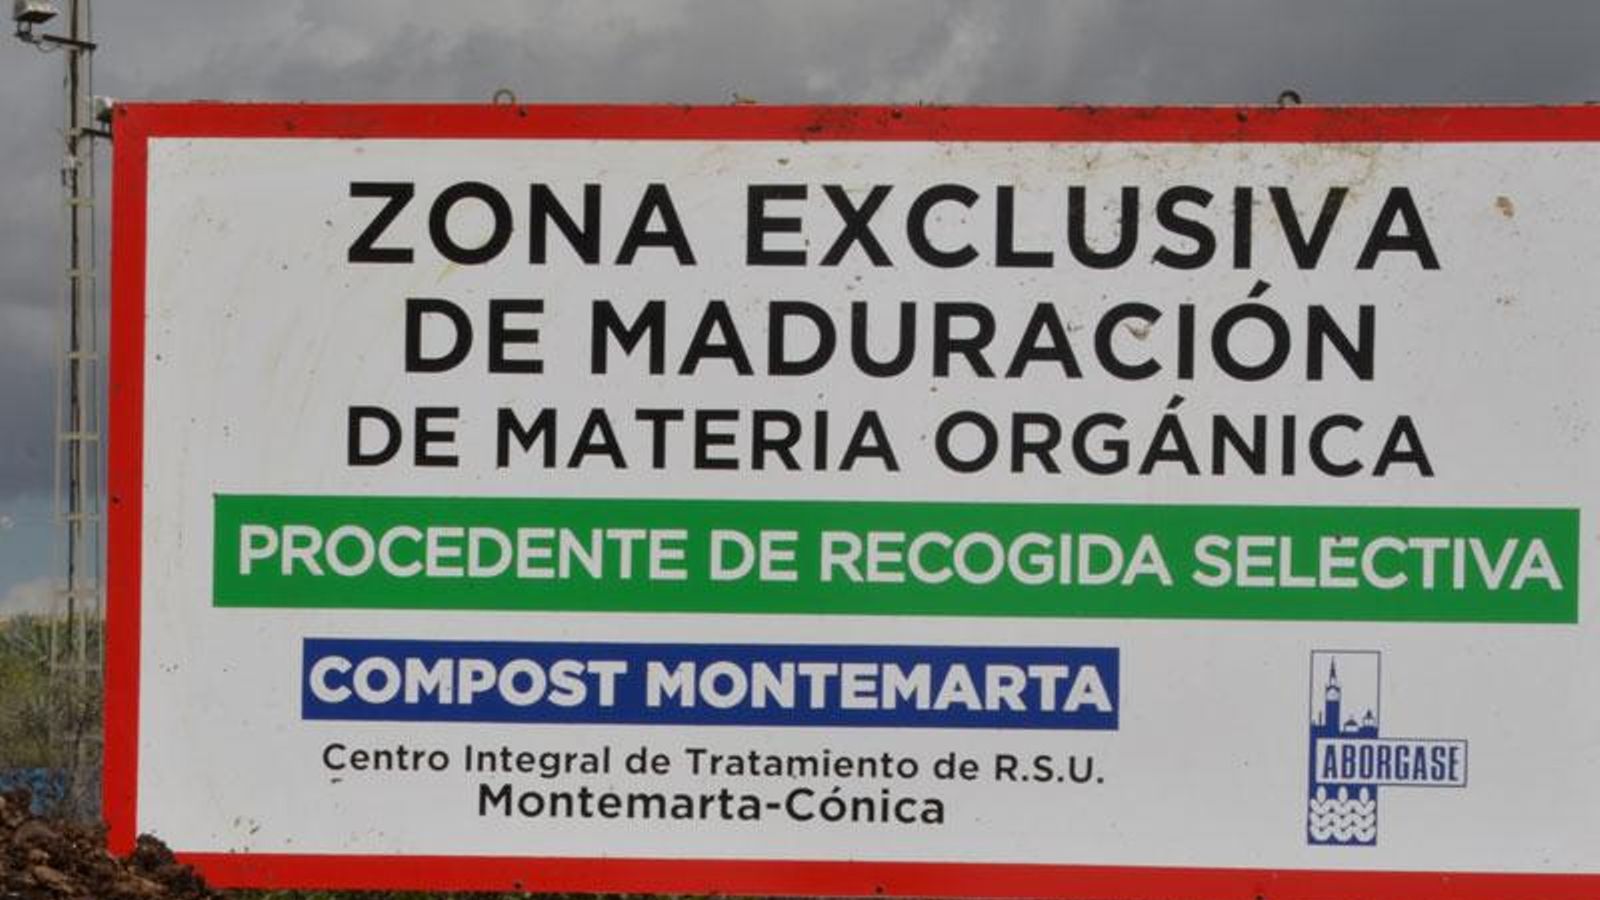 ZONA EXCLUSIVA
DE MADURACIÓN
DE MATERIA ORGÁNICA
PROCEDENTE DE RECOGIDA SELECTIVA
COMPOST MONTEMARTA
Centro Integral de Tratamiento de R.S.U.
Montemarta-Cónica
ABORGASE